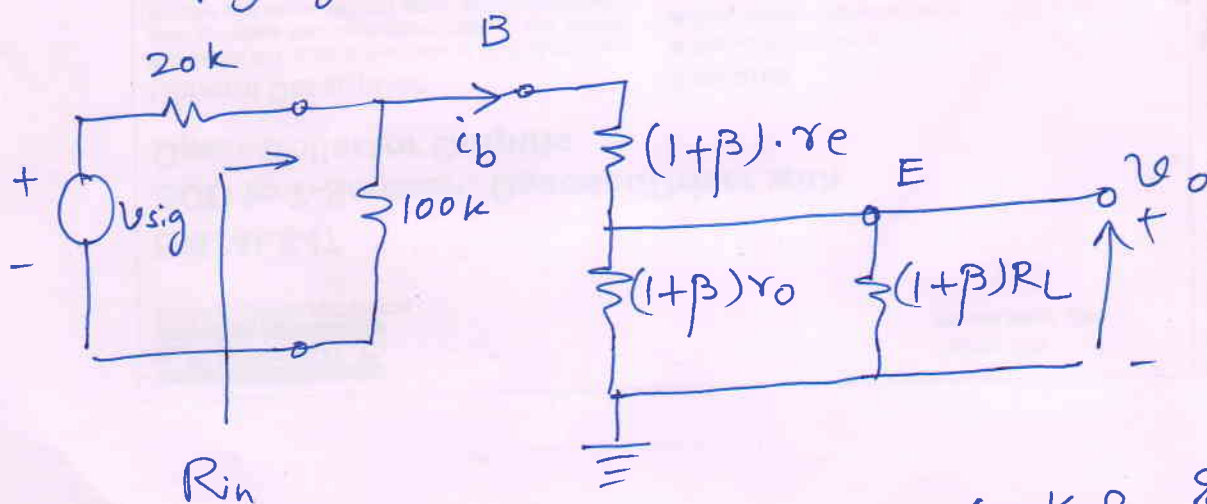 B
20k
ib
(1+β).re
E
vo
+
+
vsig
100k
(1+β)ro
(1+β)RL
-
-
Rin